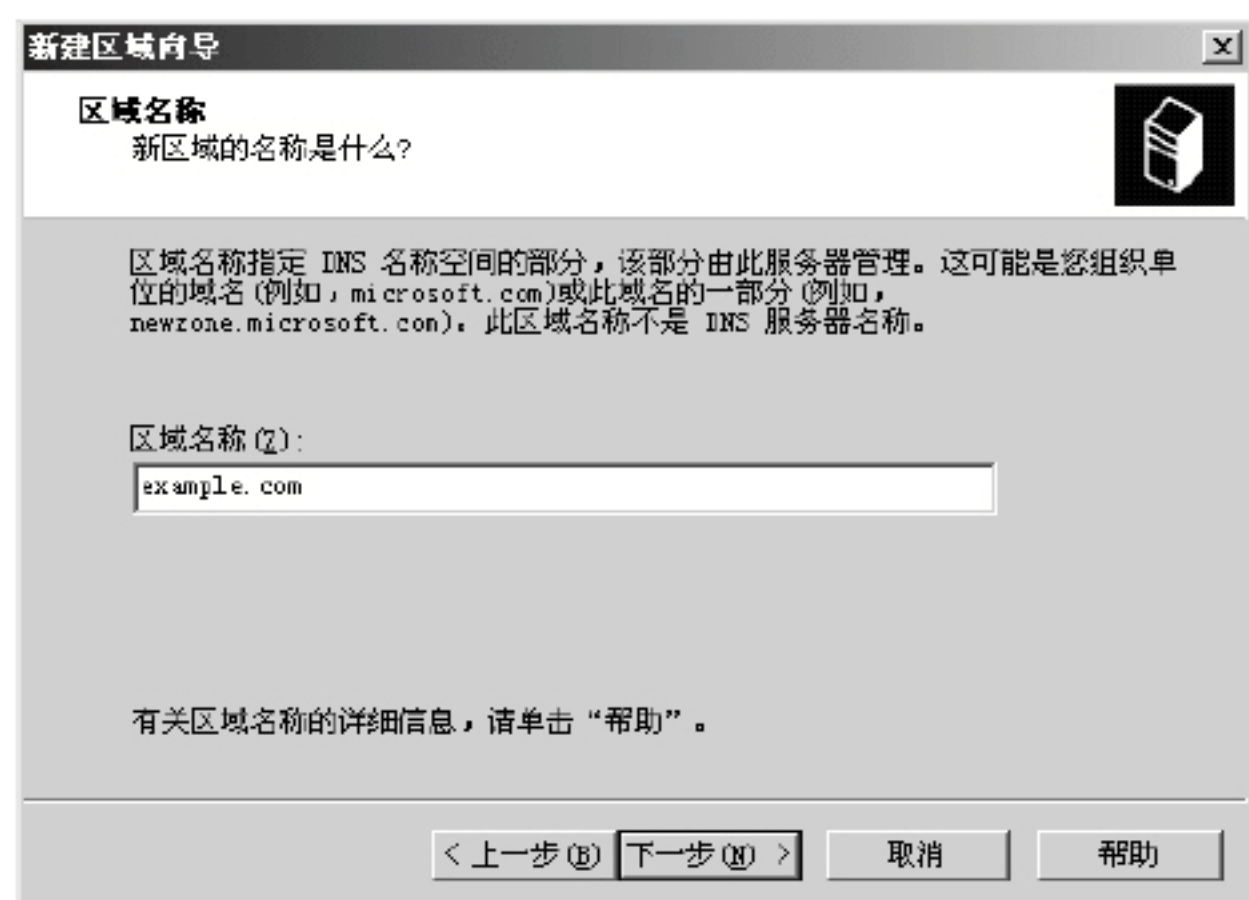 新建区域向导
区域名称
新区域的名称是什么?
区域名称指定 DNS 名称空间的部分，该部分由此服务器管理。这可能是您组织单
位的域名(例如，microsoft.com)或此域名的一部分(例如，
newzone.microsoft.com)。此区域名称不是 DNS 服务器名称。
区域名称(Z):
example.com
有关区域名称的详细信息，请单击“帮助”。
< 上一步(B) 下一步(N) > 取消 帮助